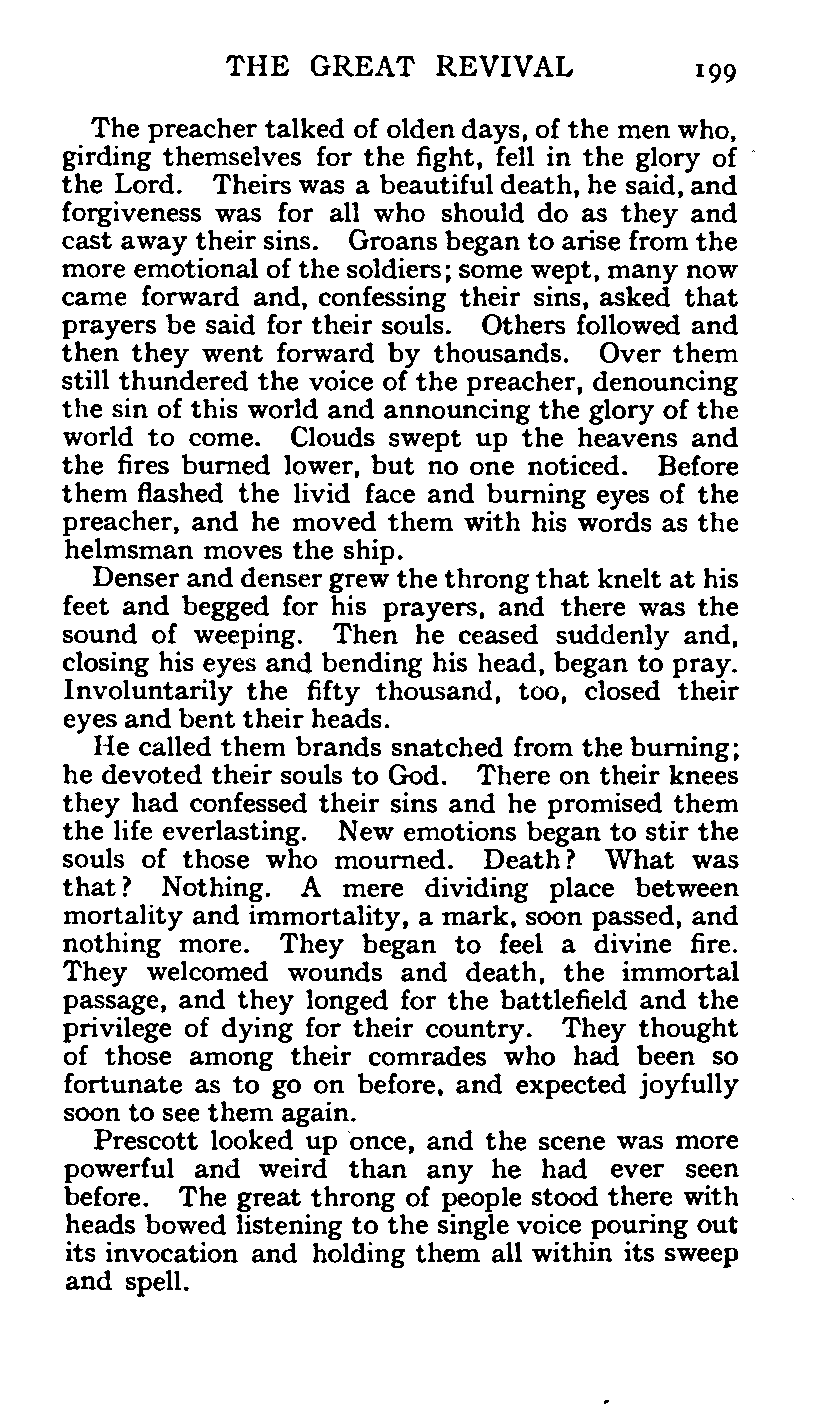 THE GREAT REVIVAL 199
The preacher talked of olden days, of the men who,
girding themselves for the fight, fell in the glory of
the Lord. Theirs was a beautiful death, he said, and
forgiveness was for all who should do as they and
cast away their sins. Groans began to arise from the
more emotional of the soldiers; some wept, many now
came forward and, confessing their sins, asked that
prayers be said for their souls. Others followed and
then they went forward by thousands. Over them
still thundered the voice of the preacher, denouncing
the sin of this world and announcing the glory of the
world to come. Clouds swept up the heavens and
the fires burned lower, but no one noticed. Before
them flashed the livid face and burning eyes of the
preacher, and he moved them with his words as the
helmsman moves the ship.
Denser and denser grew the throng that knelt at his
feet and begged for his prayers, and there was the
sound of weeping. Then he ceased suddenly and,
closing his eyes and bending his head, began to pray.
Involuntarily the fifty thousand, too, closed their
eyes and bent their heads.
He called them brands snatched from the burning;
he devoted their souls to God. There on their knees
they had confessed their sins and he promised them
the life everlasting. New emotions began to stir the
souls of those who mourned. Death? What was
that? Nothing. A mere dividing place between
mortality and immortality, a mark, soon passed, and
nothing more. They began to feel a divine fire.
They welcomed wounds and death, the immortal
passage, and they longed for the battlefield and the
privilege of dying for their country. They thought
of those among their comrades who had been so
fortunate as to go on before, and expected joyfully
soon to see them again.
Prescott looked up once, and the scene was more
powerful and weird than any he had ever seen
before. The great throng of people stood there with
heads bowed listening to the single voice pouring out
its invocation and holding them all within its sweep
and spell.